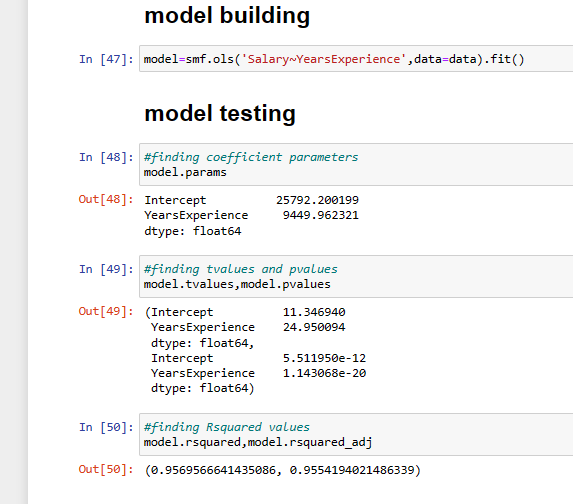 model building
In [47]: model=smf.ols('Salary~YearsExperience',data=data).fit()
model testing
In [48]: #finding coefficient parameters
model.params
Out[48]: Intercept 25792.200199
YearsExperience 9449.962321
dtype: float64
In [49]: #finding tvalues and pvalues
model.tvalues,model.pvalues
Out[49]: (Intercept 11.346940
YearsExperience 24.950094
dtype: float64,
Intercept 5.511950e-12
YearsExperience 1.143068e-20
dtype: float64)
In [50]: #finding Rsquared values
model.rsquared,model.rsquared_adj
Out[50]: (0.9569566641435086, 0.9554194021486339)